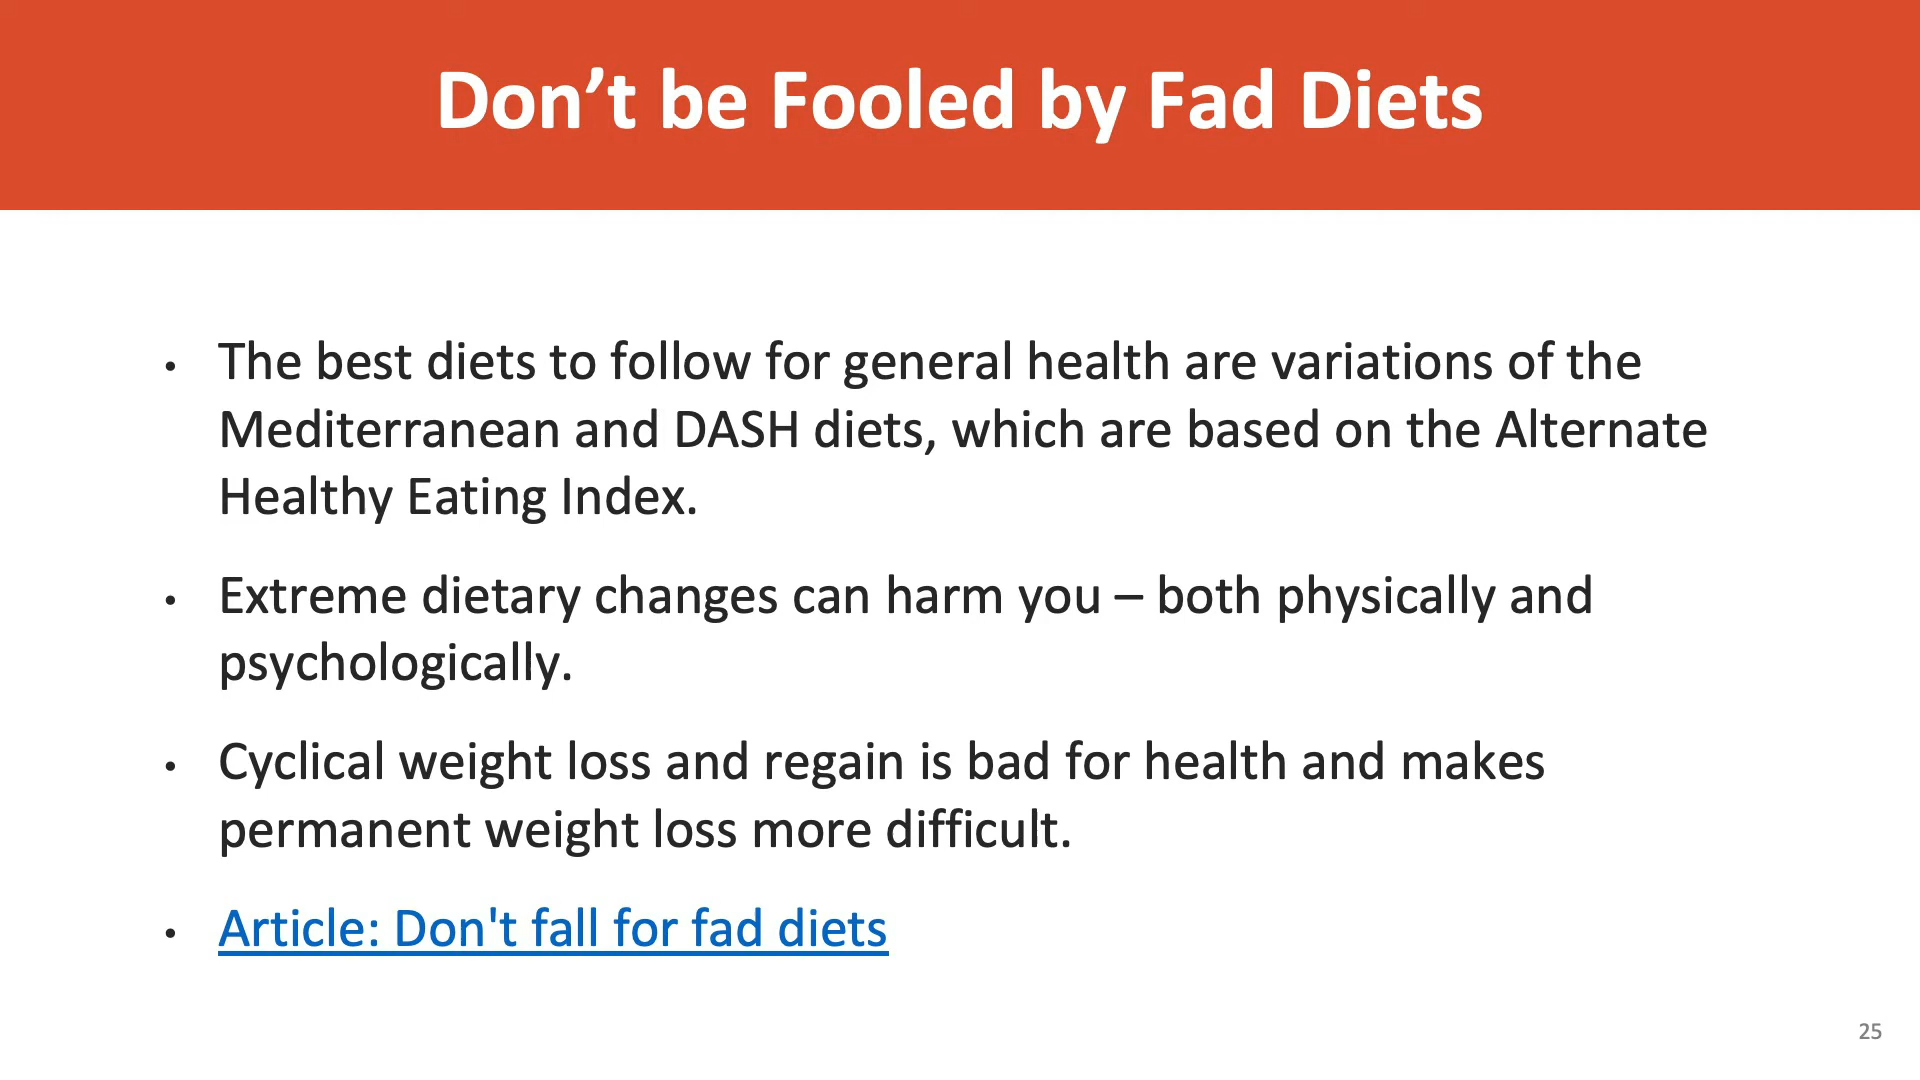 Don’t be Fooled by Fad Diets
• The best diets to follow for general health are variations of the
Mediterranean and DASH diets, which are based on the Alternate
Healthy Eating Index.
• Extreme dietary changes can harm you – both physically and
psychologically.
• Cyclical weight loss and regain is bad for health and makes
permanent weight loss more difficult.
• Article: Don't fall for fad diets
25